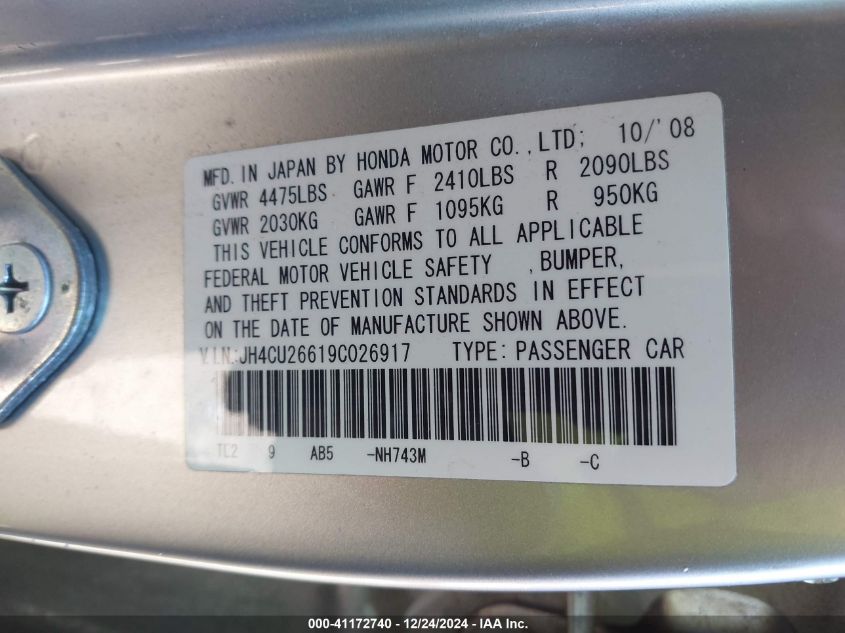 MFD. IN JAPAN BY HONDA MOTOR CO., LTD; 10/'08
GVWR 4475LBS GAWR F 2410LBS R 2090LBS
GVWR 2030KG GAWR F 1095KG R 950KG
THIS VEHICLE CONFORMS TO ALL APPLICABLE
FEDERAL MOTOR VEHICLE SAFETY , BUMPER,
AND THEFT PREVENTION STANDARDS IN EFFECT
ON THE DATE OF MANUFACTURE SHOWN ABOVE.
V.I.N.:JH4CU26619C026917 TYPE: PASSENGER CAR
TL2 9 AB5 -NH743M -B -C
000-41172740 - 12/24/2024 - IAA Inc.